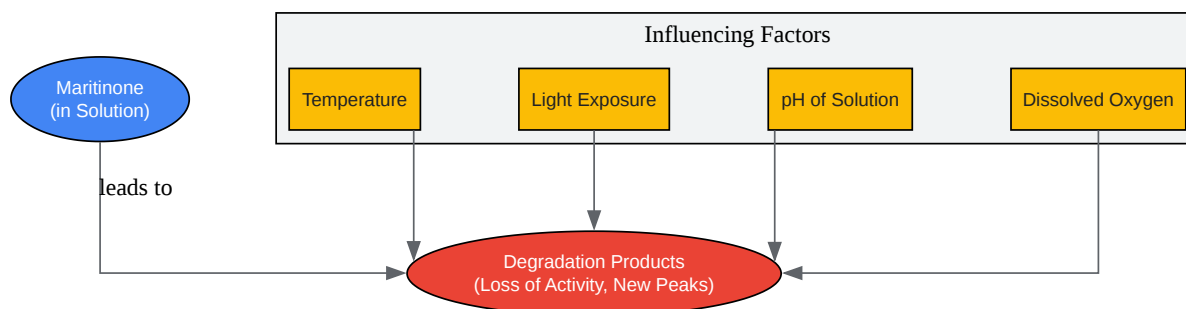 Influencing Factors
Maritinone
(in Solution)
Temperature
Light Exposure
pH of Solution
Dissolved Oxygen
leads to
Degradation Products
(Loss of Activity, New Peaks)